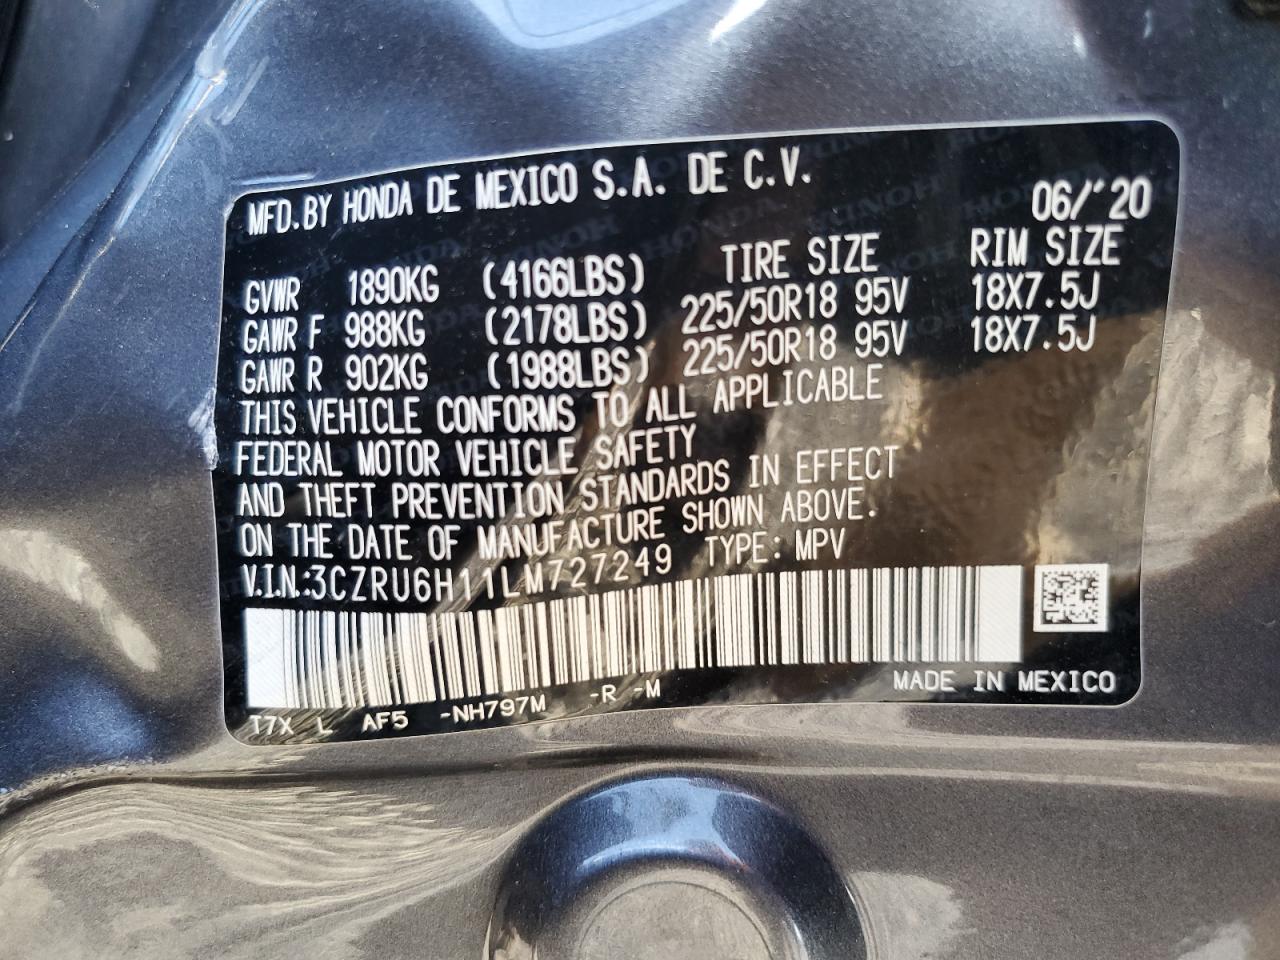 MFD.BY HONDA DE MEXICO S.A. DE C.V.
06/'20
TIRE SIZE RIM SIZE
GVWR 1890KG (4166LBS)
GAWR F 988KG (2178LBS) 225/50R18 95V 18X7.5J
GAWR R 902KG (1988LBS) 225/50R18 95V 18X7.5J
THIS VEHICLE CONFORMS TO ALL APPLICABLE
FEDERAL MOTOR VEHICLE SAFETY
AND THEFT PREVENTION STANDARDS IN EFFECT
ON THE DATE OF MANUFACTURE SHOWN ABOVE.
V.I.N.:3CZRU6H11LM727249 TYPE: MPV
MADE IN MEXICO
T7X L AF5 -NH797M -R -M